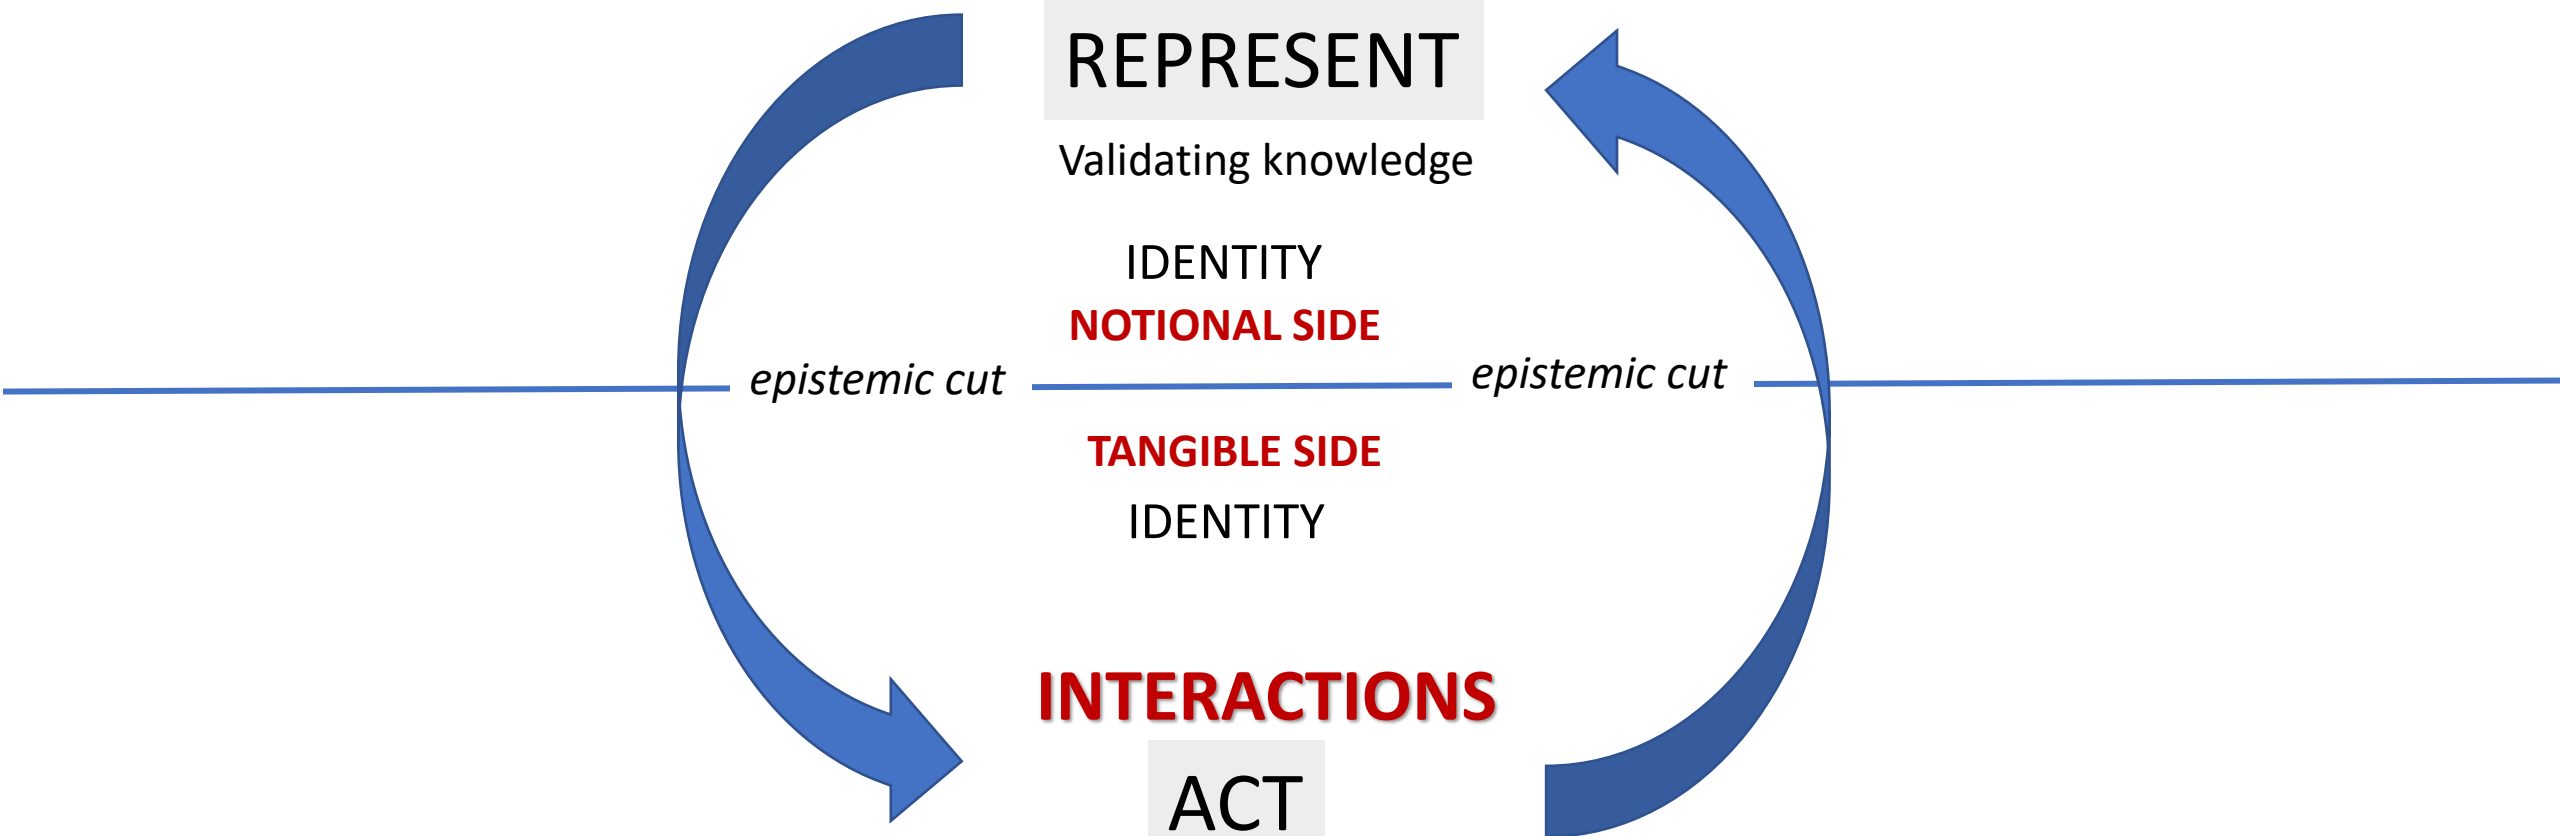 REPRESENT
Validating knowledge
IDENTITY
NOTIONAL SIDE
epistemic cut
epistemic cut
TANGIBLE SIDE
IDENTITY
INTERACTIONS
ACT